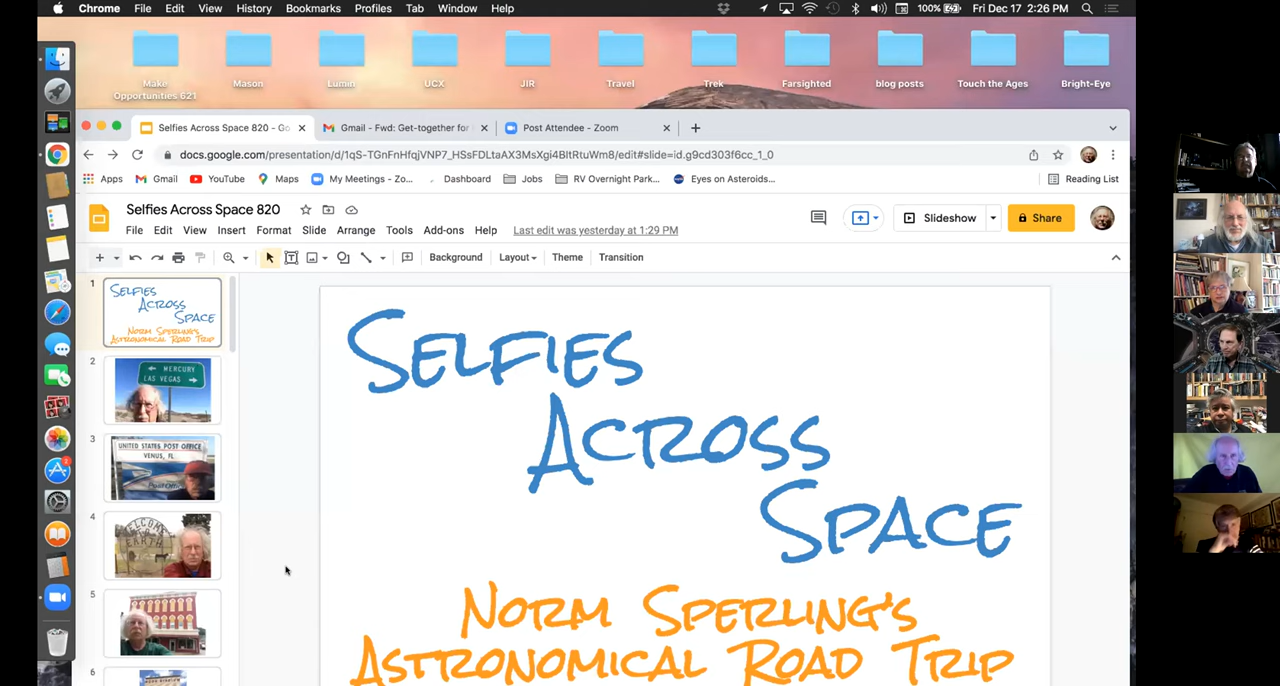 Chrome File Edit View History Bookmarks Profiles Tab Window Help 100% Fri Dec 17 2:26 PM
Make Opportunities 621
Mason
Lumin
UCX
JIR
Travel
Trek
Farsighted
blog posts
Touch the Ages
Bright-Eye
Selfies Across Space 820 - Go
Gmail - Fwd: Get-together for
Post Attendee - Zoom
docs.google.com/presentation/d/1qS-TGnFnHfqjVNP7_HSsFDLtaAX3MsXgi4BltRtuWm8/edit#slide=id.g9cd303f6cc_1_0
Apps Gmail YouTube Maps My Meetings - Zo... Dashboard Jobs RV Overnight Park... Eyes on Asteroids... Reading List
Selfies Across Space 820
Slideshow
Share
File Edit View Insert Format Slide Arrange Tools Add-ons Help Last edit was yesterday at 1:29 PM
Background Layout Theme Transition
1
SELFIES
ACROSS
SPACE
NORM SPERLING'S
ASTRONOMICAL ROAD TRIP
2
MERCURY
LAS VEGAS
3
UNITED STATES POST OFFICE
VENUS, FL
4
WELCOME
EARTH
5
6
SELFIES
ACROSS
SPACE
NORM SPERLING'S
ASTRONOMICAL ROAD TRIP